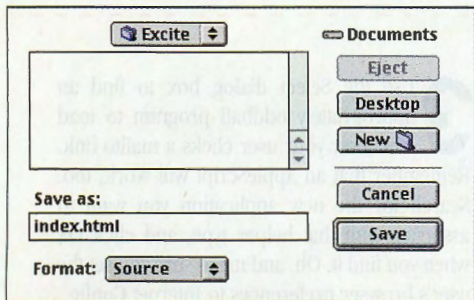 Excite
Documents
Eject
Desktop
New
Save as:
Cancel
index.html
Save
Format: Source